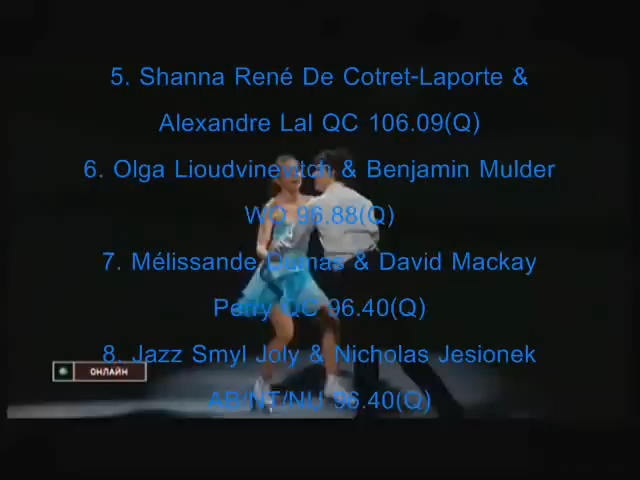 5. Shanna René De Cotret-Laporte &
Alexandre Lal QC 106.09(Q)
6. Olga Lioudvinevitch & Benjamin Mulder
WO 96.88(Q)
7. Mélissande Dumas & David Mackay
Perry QC 96.40(Q)
8. Jazz Smyl Joly & Nicholas Jesionek
AB/NT/NU 96.40(Q)
ОНЛАЙН